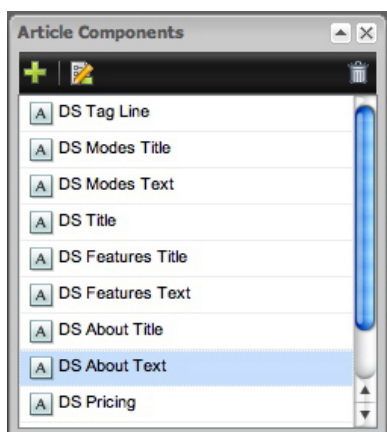 Article Components
A DS Tag Line
A DS Modes Title
A DS Modes Text
A DS Title
A DS Features Title
A DS Features Text
A DS About Title
A DS About Text
A DS Pricing